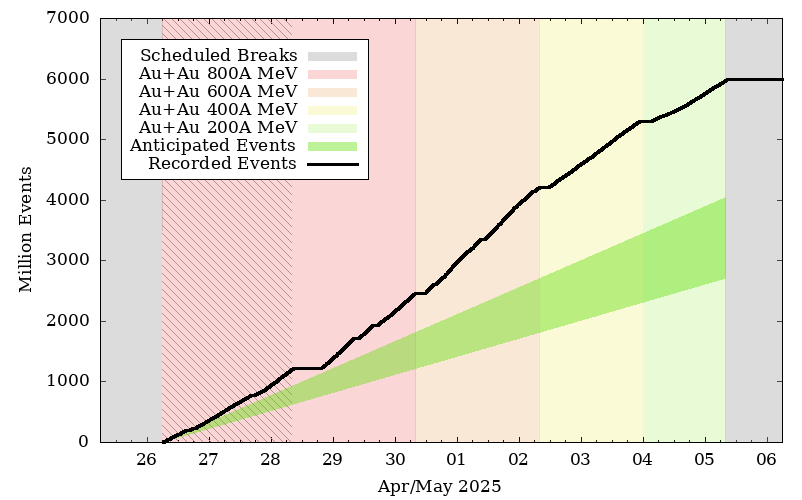 7000
6000
5000
4000
3000
2000
1000
0
Million Events
Scheduled Breaks
Au+Au 800A MeV
Au+Au 600A MeV
Au+Au 400A MeV
Au+Au 200A MeV
Anticipated Events
Recorded Events
26 27 28 29 30 01 02 03 04 05 06
Apr/May 2025